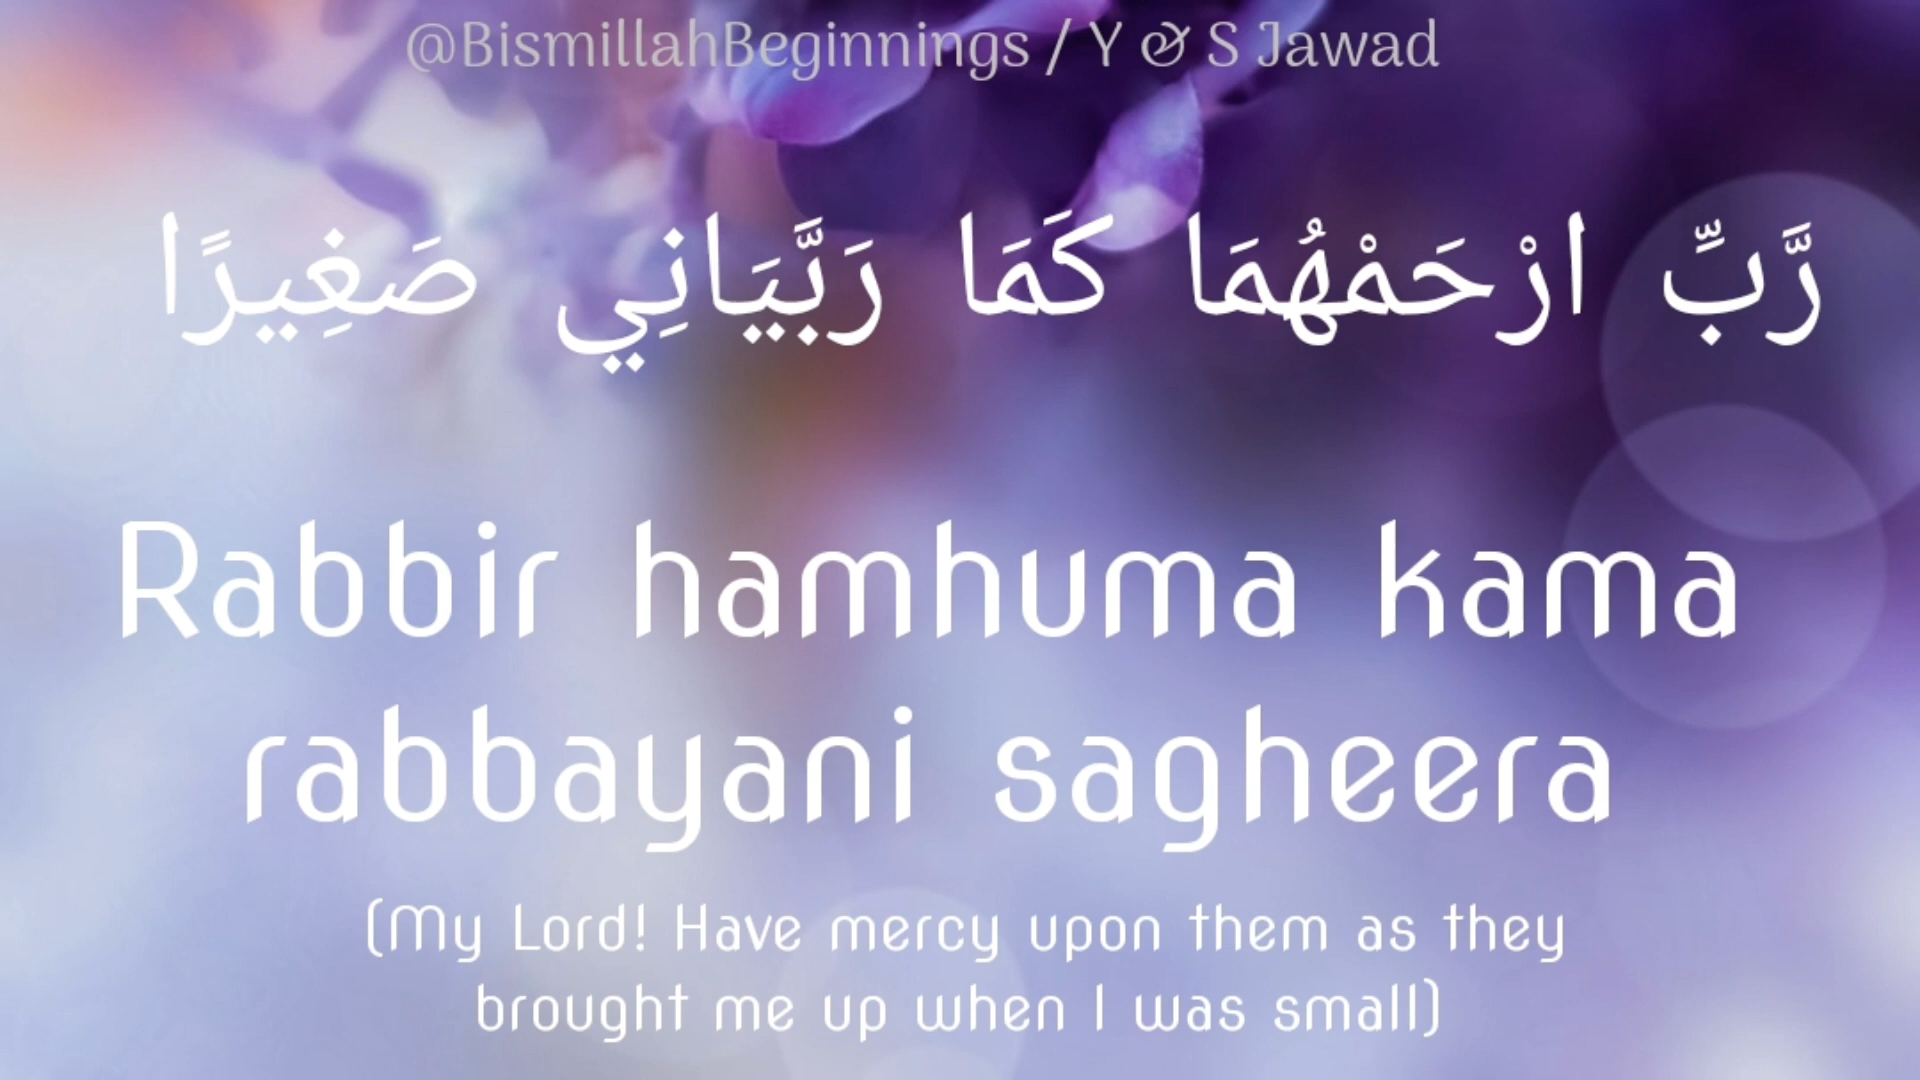 @BismillahBeginnings / Y & S Jawad
رَّبِّ ارْحَمْهُمَا كَمَا رَبَّيَانِي صَغِيرًا
Rabbir hamhuma kama
rabbayani sagheera
(My Lord! Have mercy upon them as they
brought me up when I was small)